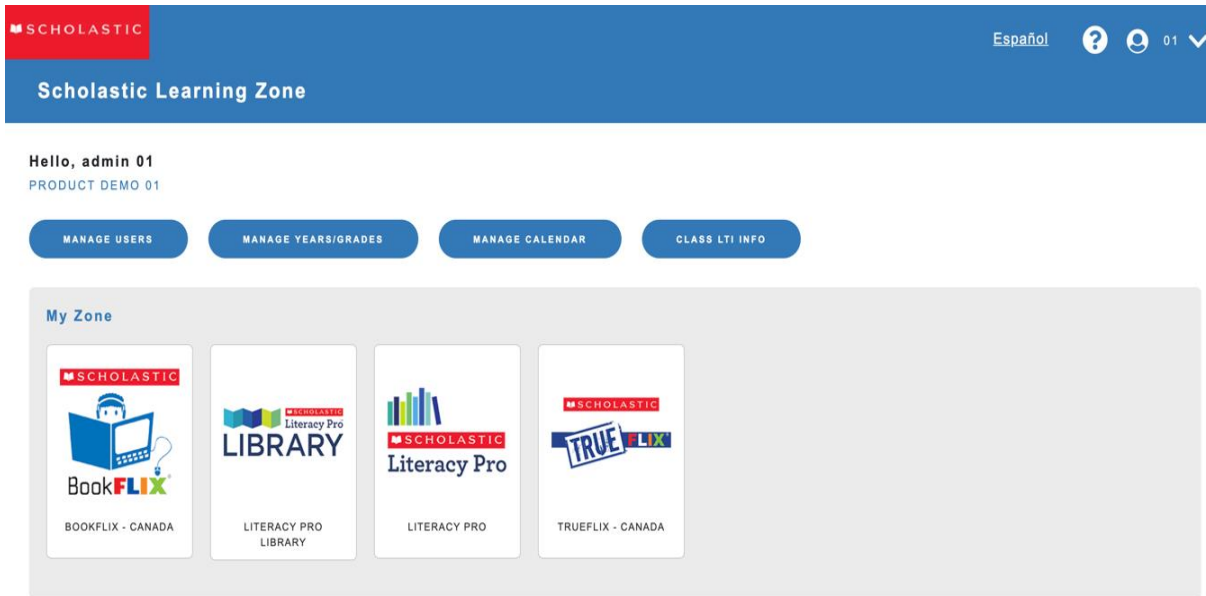 SCHOLASTIC
Español
? 01
Scholastic Learning Zone
Hello, admin 01
PRODUCT DEMO 01
MANAGE USERS
MANAGE YEARS/GRADES
MANAGE CALENDAR
CLASS LTI INFO
My Zone
SCHOLASTIC
BookFLIX®
BOOKFLIX - CANADA
SCHOLASTIC
Literacy Pro
LIBRARY
LITERACY PRO
LIBRARY
SCHOLASTIC
Literacy Pro
LITERACY PRO
SCHOLASTIC
TRUEFLIX®
TRUEFLIX - CANADA